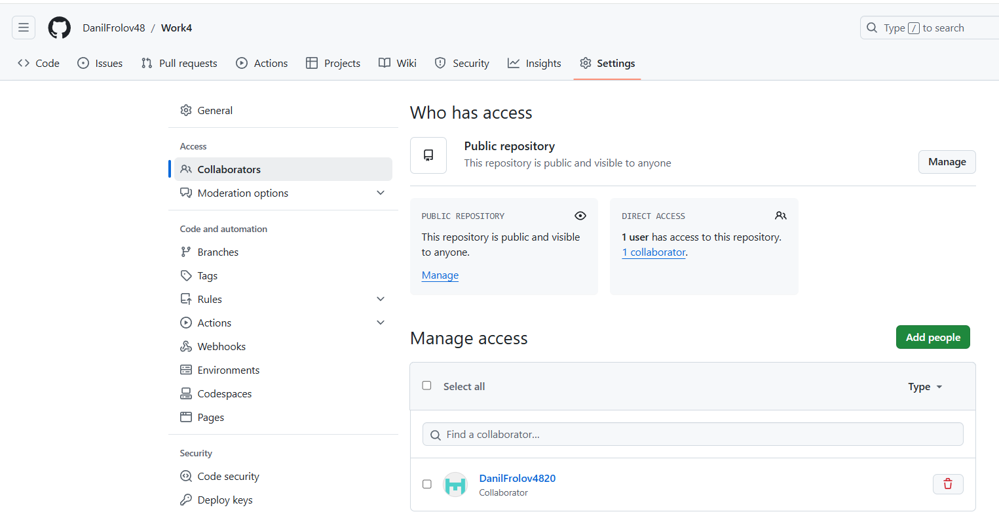 DanilFrolov48 / Work4
Type / to search
Code Issues Pull requests Actions Projects Wiki Security Insights Settings
General
Access
Collaborators
Moderation options
Code and automation
Branches
Tags
Rules
Actions
Webhooks
Environments
Codespaces
Pages
Security
Code security
Deploy keys
Who has access
Public repository
This repository is public and visible to anyone
Manage
PUBLIC REPOSITORY
This repository is public and visible
to anyone.
Manage
DIRECT ACCESS
1 user has access to this repository.
1 collaborator.
Manage access
Add people
Select all
Type
Find a collaborator...
DanilFrolov4820
Collaborator